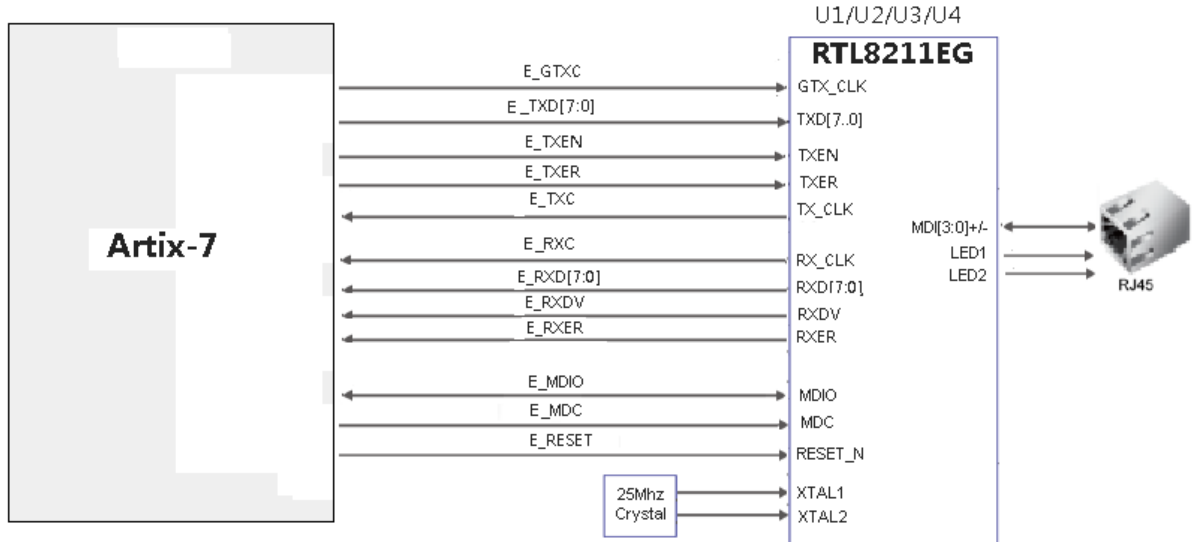 U1/U2/U3/U4
RTL8211EG
E_GTXC
GTX_CLK
E_TXD[7:0]
TXD[7..0]
E_TXEN
TXEN
E_TXER
TXER
E_TXC
TX_CLK
Artix-7
MDI[3:0]+/-
E_RXC
RX_CLK
LED1
E_RXD[7:0]
RXD[7:0]
LED2
RJ45
E_RXDV
RXDV
E_RXER
RXER
E_MDIO
MDIO
E_MDC
MDC
E_RESET
RESET_N
25Mhz
Crystal
XTAL1
XTAL2